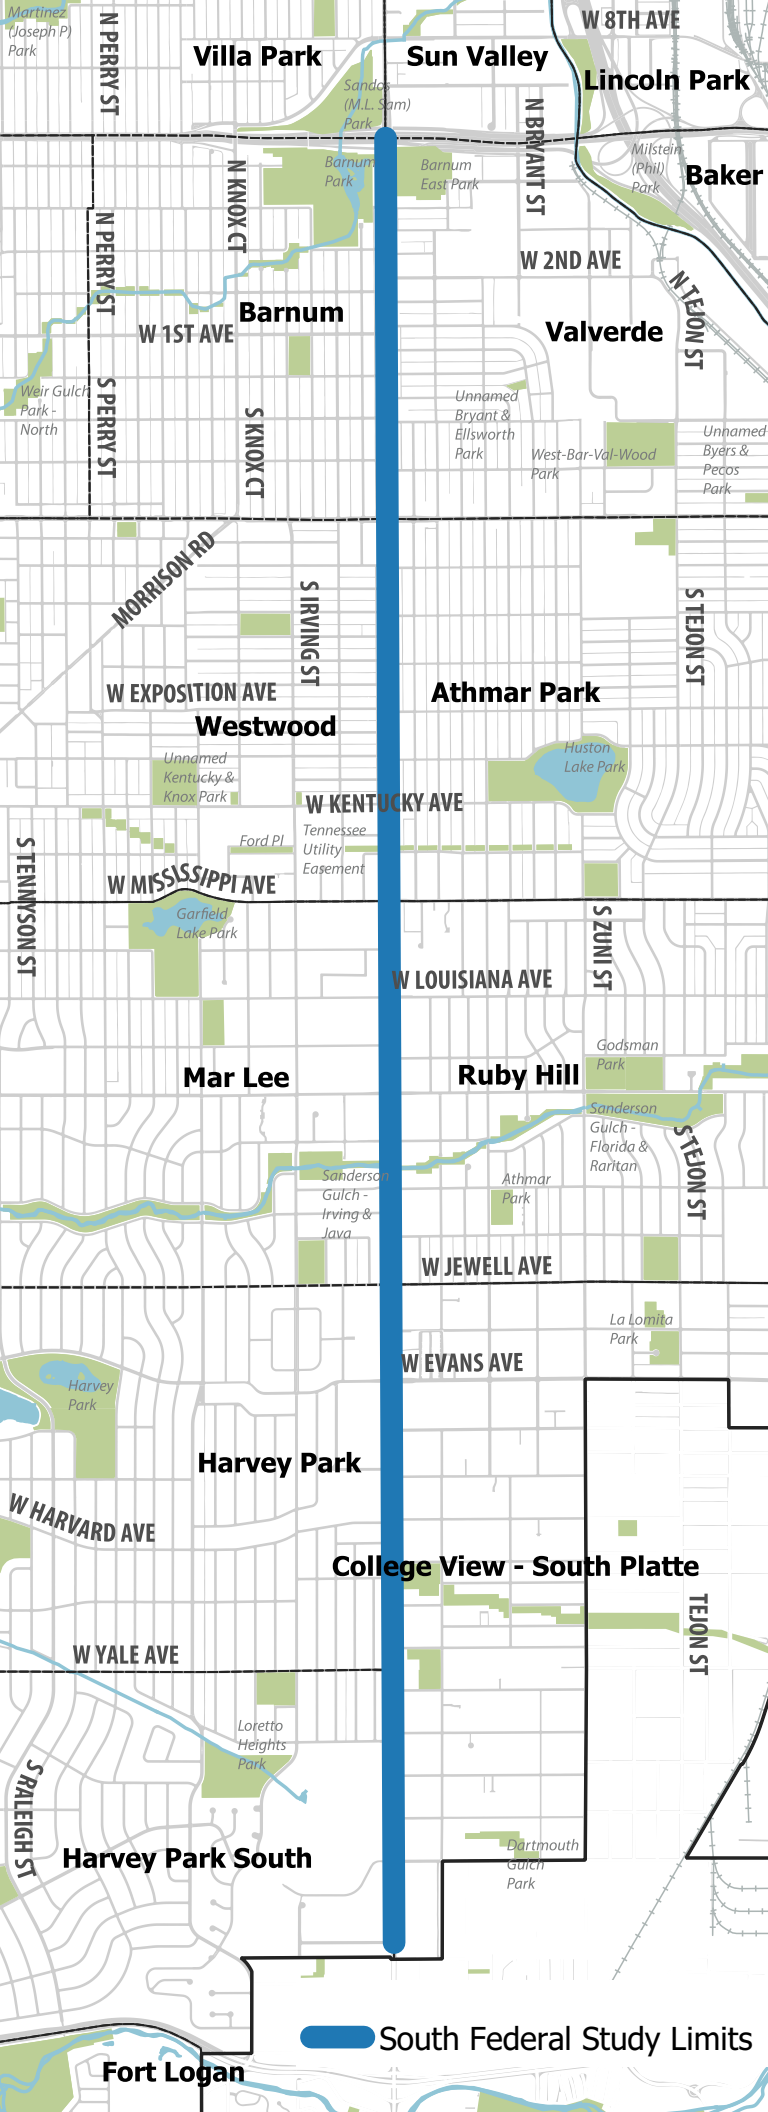 Martinez
(Joseph P)
Park
N PERRY ST
Villa Park
Sun Valley
W 8TH AVE
Lincoln Park
Sandos
(M.L. Sam)
Park
N BRYANT ST
Barnum
Park
Barnum
East Park
Milstein
(Phil)
Park
Baker
N KNOX CT
N PERRY ST
W 2ND AVE
N TEJON ST
Barnum
W 1ST AVE
Valverde
Weir Gulch
Park -
North
S PERRY ST
S KNOX CT
Unnamed
Bryant &
Ellsworth
Park
West-Bar-Val-Wood
Park
Unnamed
Byers &
Pecos
Park
MORRISON RD
S IRVING ST
S TEJON ST
W EXPOSITION AVE
Athmar Park
Westwood
Unnamed
Kentucky &
Knox Park
Huston
Lake Park
W KENTUCKY AVE
Ford Pl
Tennessee
Utility
Easement
S TENNYSON ST
W MISSISSIPPI AVE
Garfield
Lake Park
S ZUNI ST
W LOUISIANA AVE
Mar Lee
Ruby Hill
Godsman
Park
Sanderson
Gulch -
Florida &
Raritan
S TEJON ST
Sanderson
Gulch -
Irving &
Java
Athmar
Park
W JEWELL AVE
La Lomita
Park
W EVANS AVE
Harvey
Park
Harvey Park
W HARVARD AVE
College View - South Platte
TEJON ST
W YALE AVE
Loretto
Heights
Park
S RALEIGH ST
Harvey Park South
Dartmouth
Gulch
Park
South Federal Study Limits
Fort Logan